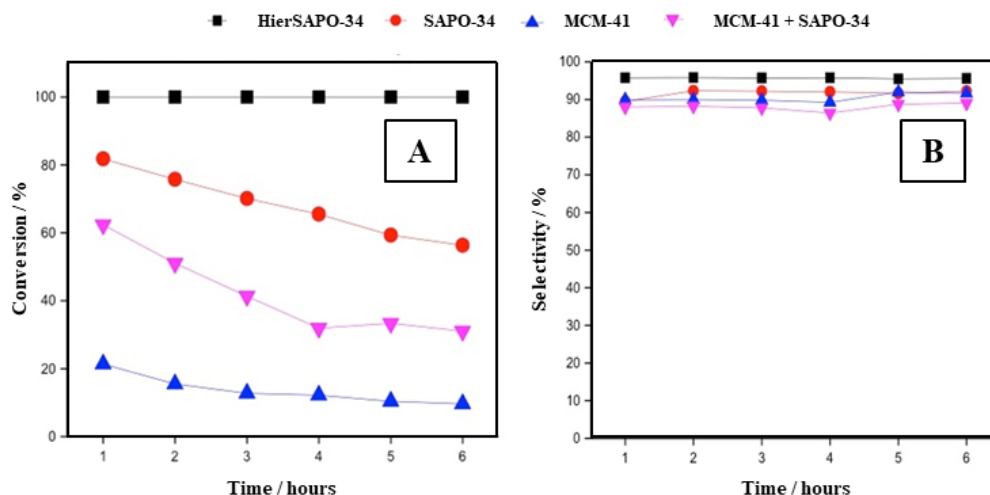 HierSAPO-34 SAPO-34 MCM-41 MCM-41 + SAPO-34
A
Conversion / %
100
80
60
40
20
0
1 2 3 4 5 6
Time / hours
B
Selectivity / %
100
90
80
70
60
50
40
30
20
10
0
1 2 3 4 5 6
Time / hours